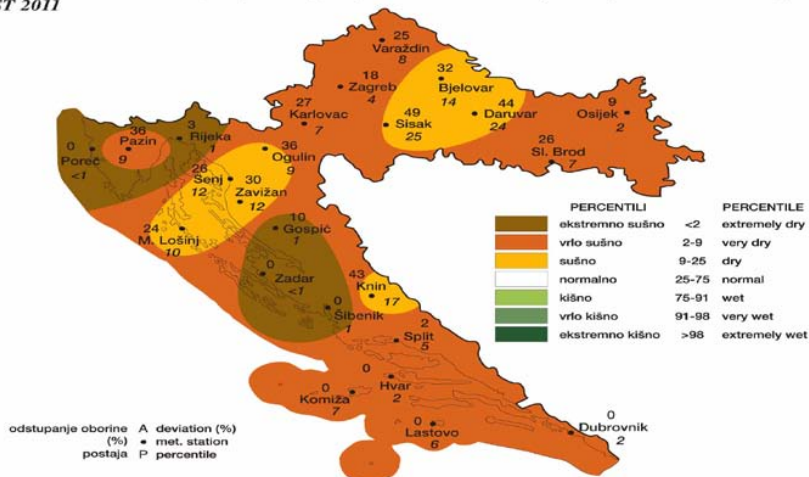 ST 2011
25
Varaždin
8
18
Zagreb
4
32
Bjelovar
14
27
Karlovac
7
49
Sisak
25
44
Daruvar
24
9
Osijek
2
26
Sl. Brod
7
0
Poreč
<1
36
Pazin
9
3
Rijeka
1
36
Ogulin
9
28
Senj
12
30
Zavižan
12
24
M. Lošinj
10
10
Gospić
1
0
Zadar
<1
43
Knin
17
0
Šibenik
1
2
Split
5
0
Hvar
2
0
Komiža
7
0
Lastovo
6
0
Dubrovnik
2
PERCENTILI PERCENTILE
ekstremno sušno <2 extremely dry
vrlo sušno 2-9 very dry
sušno 9-25 dry
normalno 25-75 normal
kišno 75-91 wet
vrlo kišno 91-98 very wet
ekstremno kišno >98 extremely wet
odstupanje oborine A deviation (%)
(%) met. station
postaja P percentile